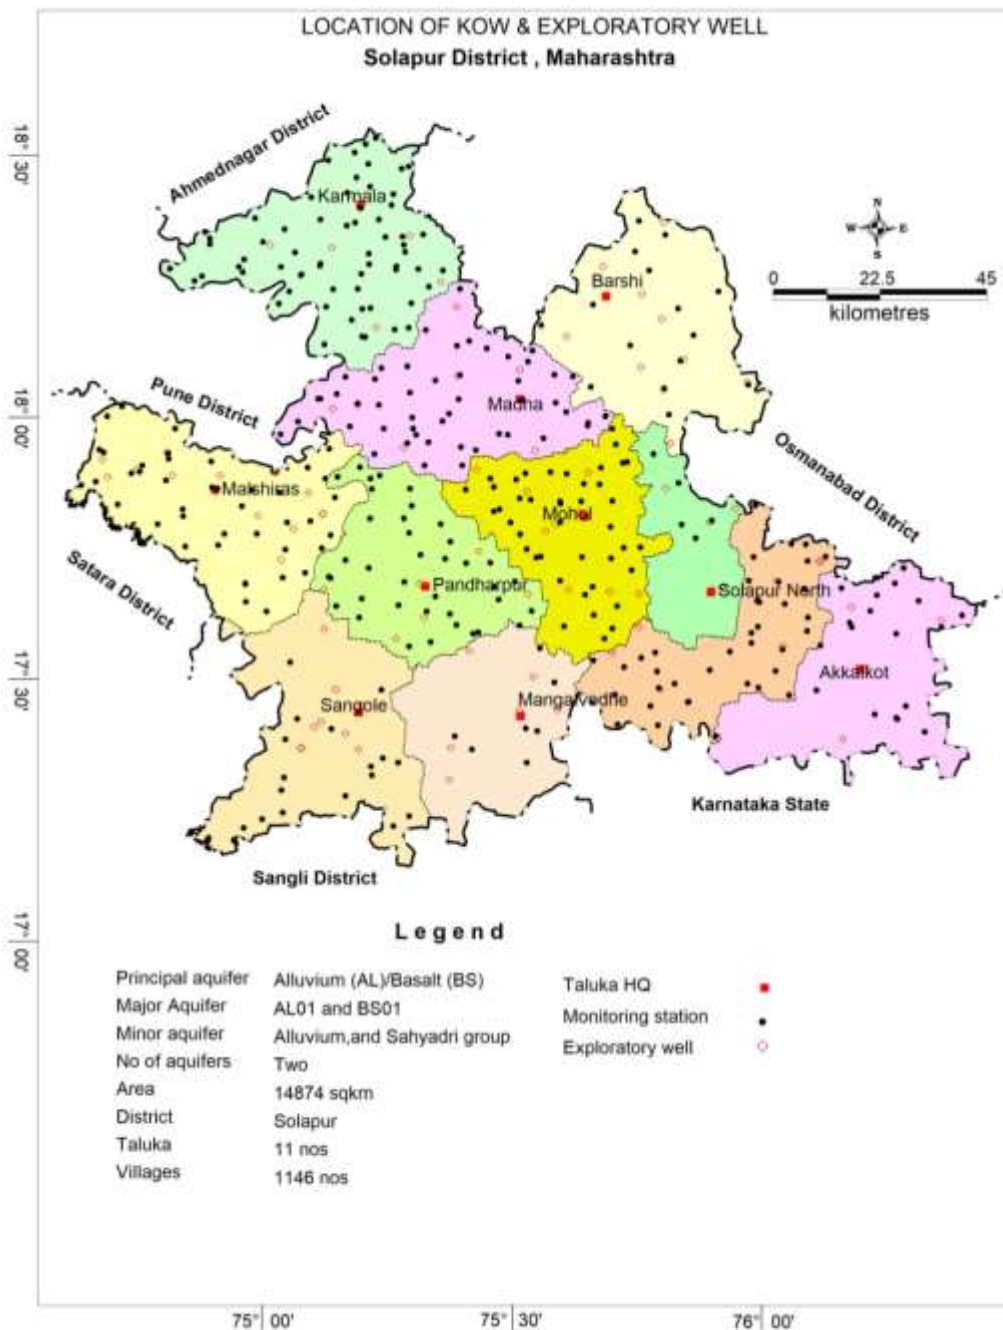 LOCATION OF KOW & EXPLORATORY WELL
Solapur District , Maharashtra
Ahmednagar District
18° 30'
Karmala
N
W E
S
Barshi
0 22.5 45
kilometres
Pune District
Madha
18° 00'
Osmanabad District
Malshiras
Mohol
Satara District
Pandharpur
Solapur North
17° 30'
Akkalkot
Sangole
Mangalvedhe
Karnataka State
Sangli District
17° 00'
Legend
Principal aquifer Alluvium (AL)/Basalt (BS)
Major Aquifer AL01 and BS01
Minor aquifer Alluvium,and Sahyadri group
No of aquifers Two
Area 14874 sqkm
District Solapur
Taluka 11 nos
Villages 1146 nos
Taluka HQ
Monitoring station
Exploratory well
75° 00' 75° 30' 76° 00'